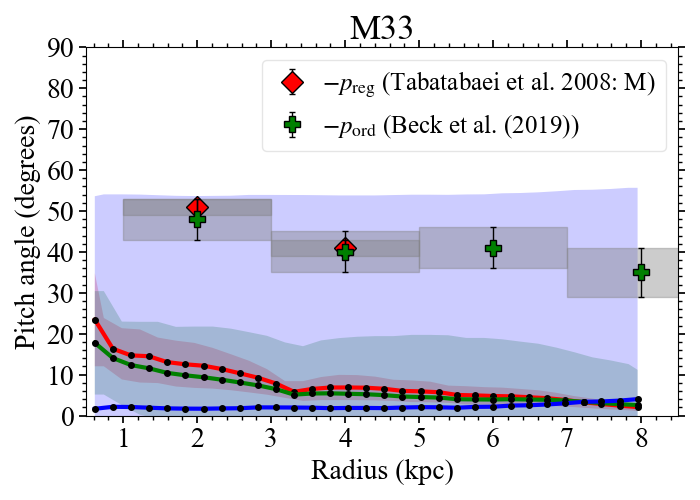 M33
90
80
70
60
50
40
30
20
10
0
Pitch angle (degrees)
−p_reg (Tabatabaei et al. 2008: M)
−p_ord (Beck et al. (2019))
1 2 3 4 5 6 7 8
Radius (kpc)